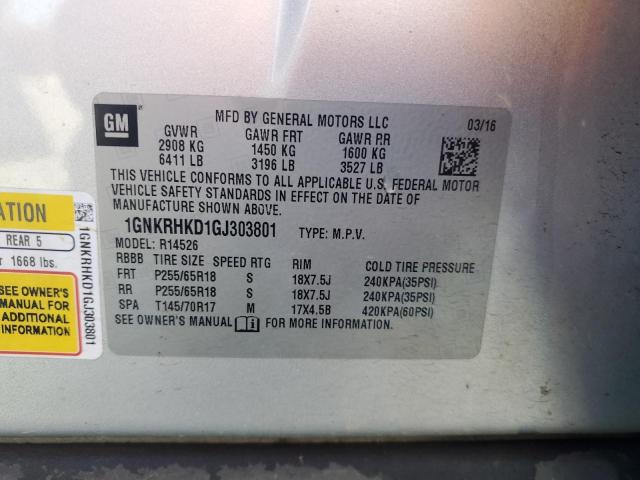 GM
MFD BY GENERAL MOTORS LLC 03/16
GVWR GAWR FRT GAWR RR
2908 KG 1450 KG 1600 KG
6411 LB 3196 LB 3527 LB
THIS VEHICLE CONFORMS TO ALL APPLICABLE U.S. FEDERAL MOTOR
VEHICLE SAFETY STANDARDS IN EFFECT ON THE DATE OF
MANUFACTURE SHOWN ABOVE.
1GNKRHKD1GJ303801 TYPE: M.P.V.
MODEL: R14526
RBBB TIRE SIZE SPEED RTG RIM COLD TIRE PRESSURE
FRT P255/65R18 S 18X7.5J 240KPA(35PSI)
RR P255/65R18 S 18X7.5J 240KPA(35PSI)
SPA T145/70R17 M 17X4.5B 420KPA(60PSI)
SEE OWNER'S MANUAL FOR MORE INFORMATION
REAR 5
1668 lbs.
SEE OWNER'S
MANUAL FOR
ADDITIONAL
INFORMATION
1GNKRHKD1GJ303801